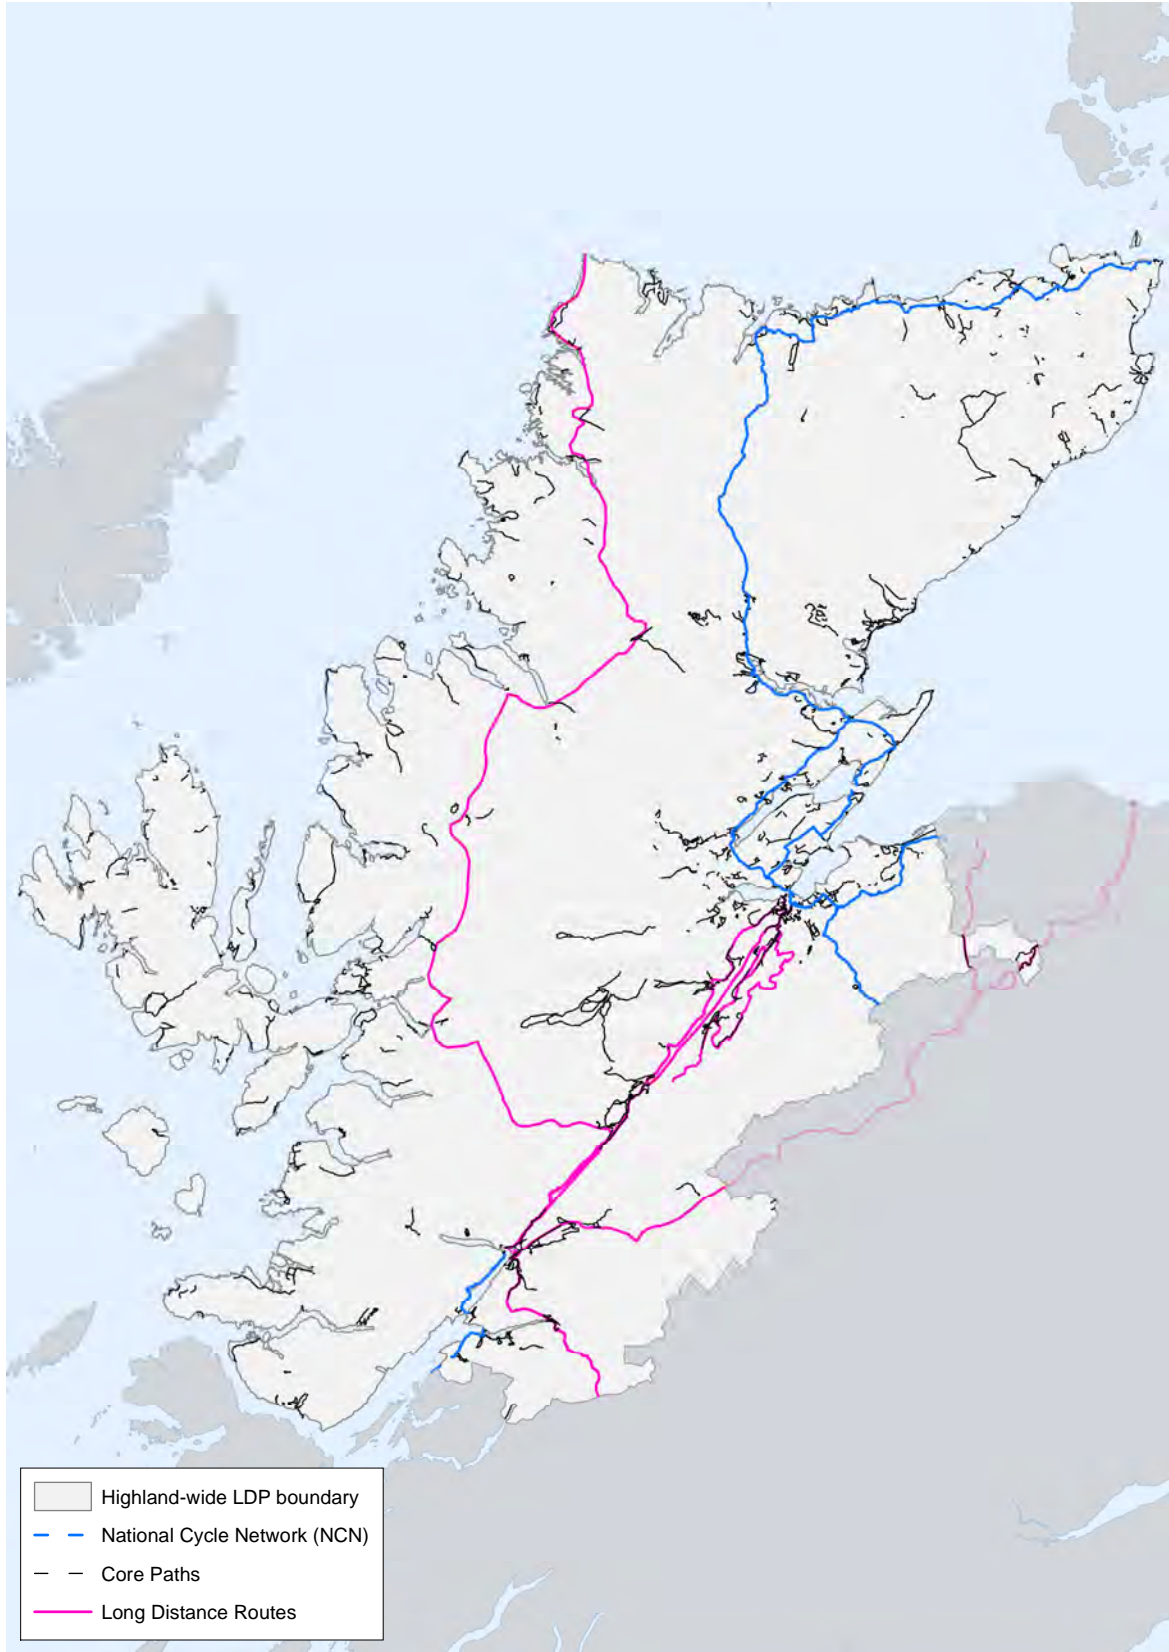 Highland-wide LDP boundary
National Cycle Network (NCN)
Core Paths
Long Distance Routes